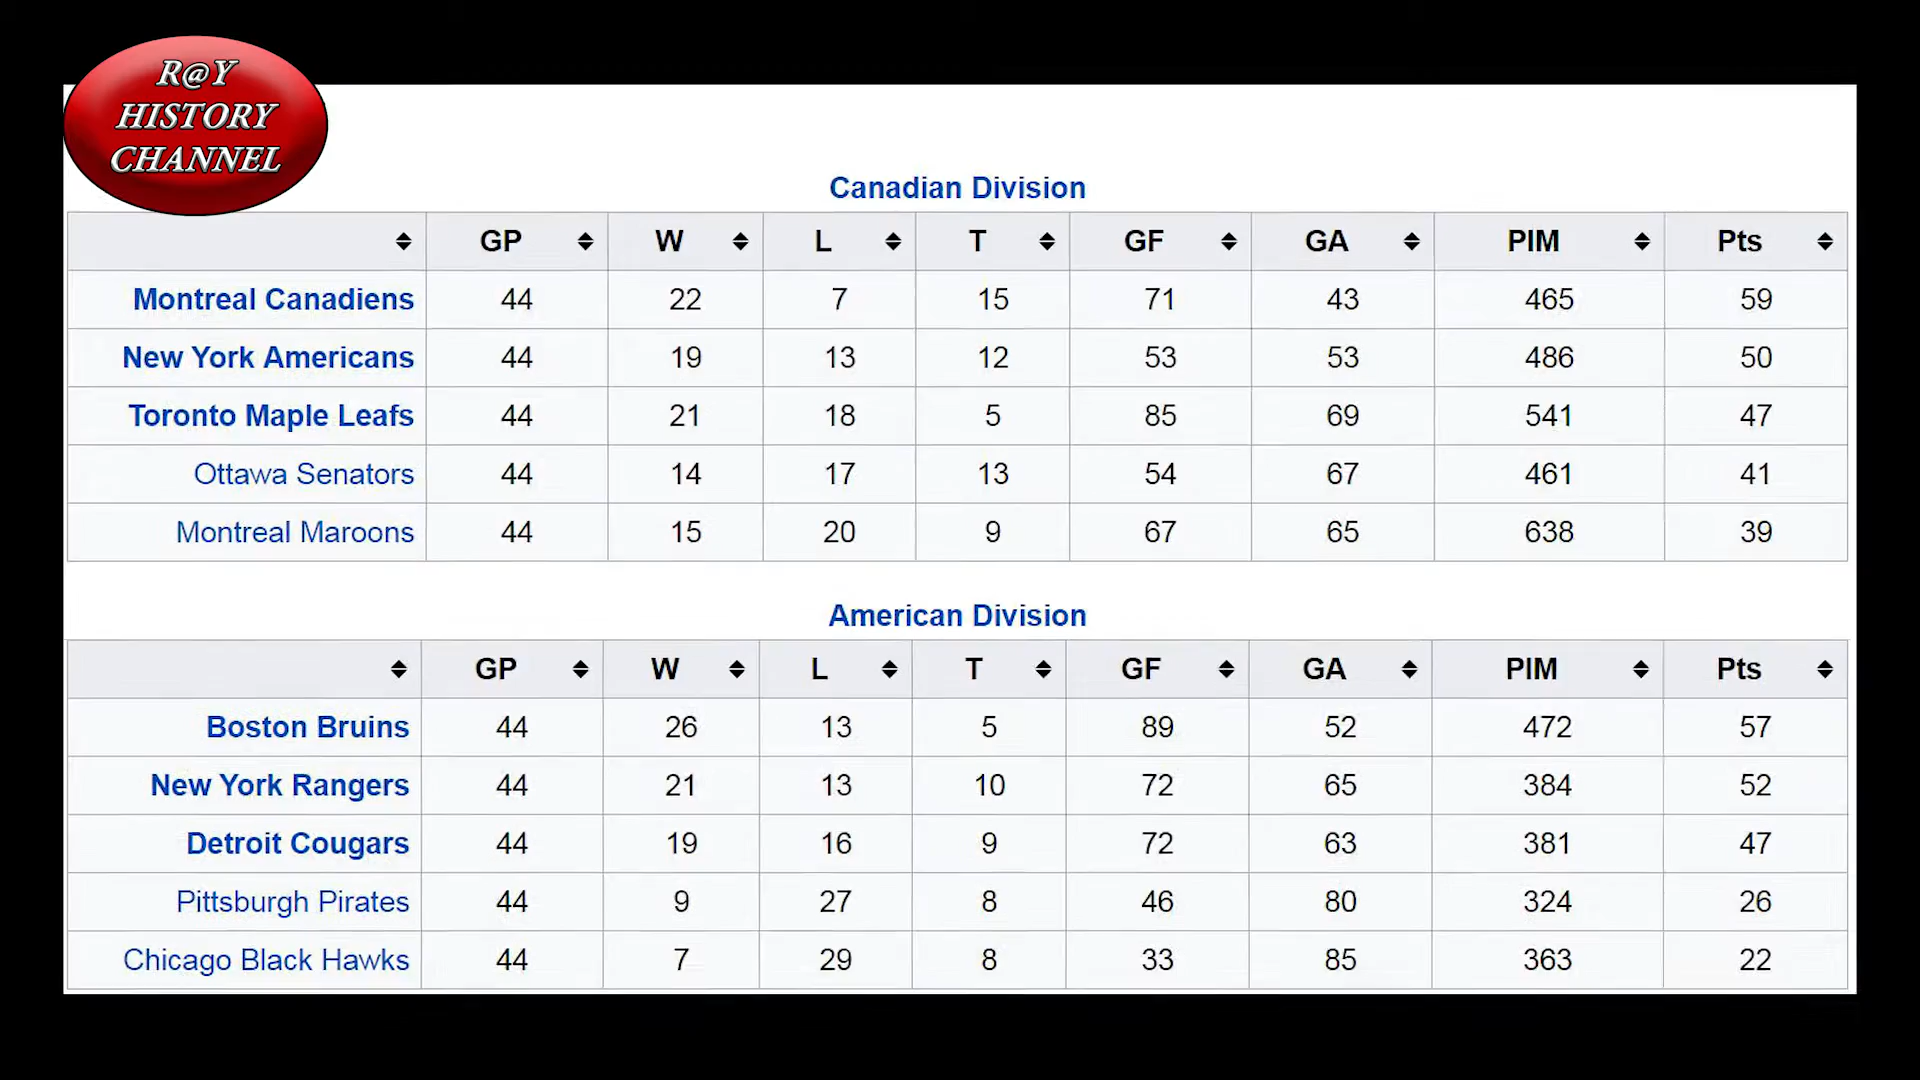 R@Y
HISTORY
CHANNEL
Canadian Division
GP W L T GF GA PIM Pts
Montreal Canadiens 44 22 7 15 71 43 465 59
New York Americans 44 19 13 12 53 53 486 50
Toronto Maple Leafs 44 21 18 5 85 69 541 47
Ottawa Senators 44 14 17 13 54 67 461 41
Montreal Maroons 44 15 20 9 67 65 638 39
American Division
GP W L T GF GA PIM Pts
Boston Bruins 44 26 13 5 89 52 472 57
New York Rangers 44 21 13 10 72 65 384 52
Detroit Cougars 44 19 16 9 72 63 381 47
Pittsburgh Pirates 44 9 27 8 46 80 324 26
Chicago Black Hawks 44 7 29 8 33 85 363 22